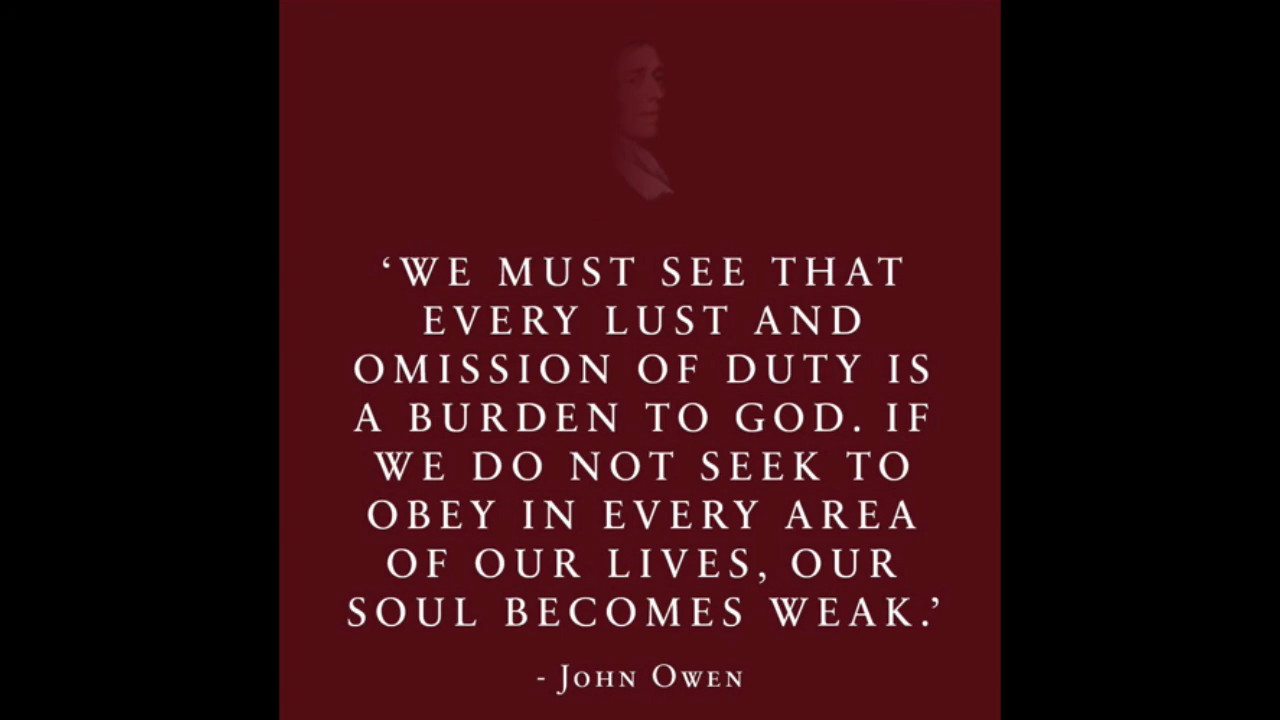 ‘WE MUST SEE THAT
EVERY LUST AND
OMISSION OF DUTY IS
A BURDEN TO GOD. IF
WE DO NOT SEEK TO
OBEY IN EVERY AREA
OF OUR LIVES, OUR
SOUL BECOMES WEAK.’
- JOHN OWEN